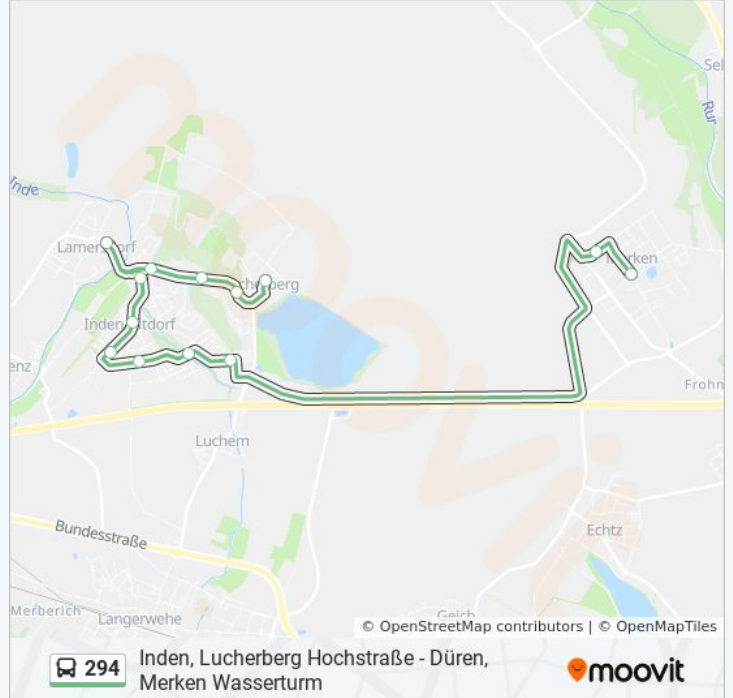 Sel
Rur
Inde
Lamersdorf
Merken
Lucherberg
Inden/Altdorf
enz
Frohn
Luchem
Bundesstraße
Echtz
Merberich
Langerwehe
Geich
© OpenStreetMap contributors | © OpenMapTiles
moovit
294
Inden, Lucherberg Hochstraße - Düren,
Merken Wasserturm
moovit